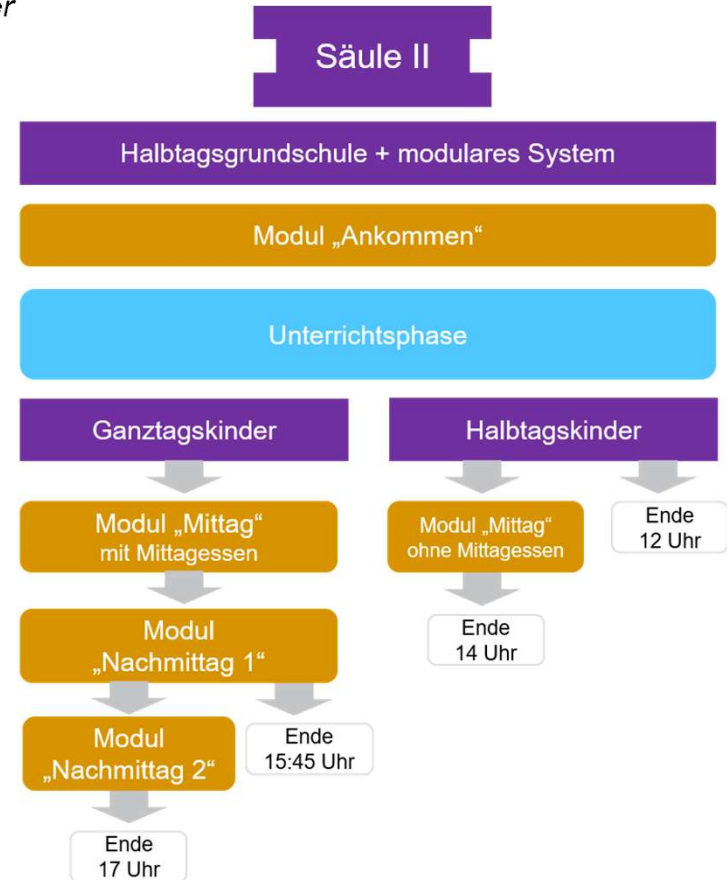 er
Säule II
Halbtagsgrundschule + modulares System
Modul „Ankommen“
Unterrichtsphase
Ganztagskinder
Halbtagskinder
Modul „Mittag“
mit Mittagessen
Modul „Mittag“
ohne Mittagessen
Ende
12 Uhr
Modul
„Nachmittag 1“
Ende
14 Uhr
Modul
„Nachmittag 2“
Ende
15:45 Uhr
Ende
17 Uhr